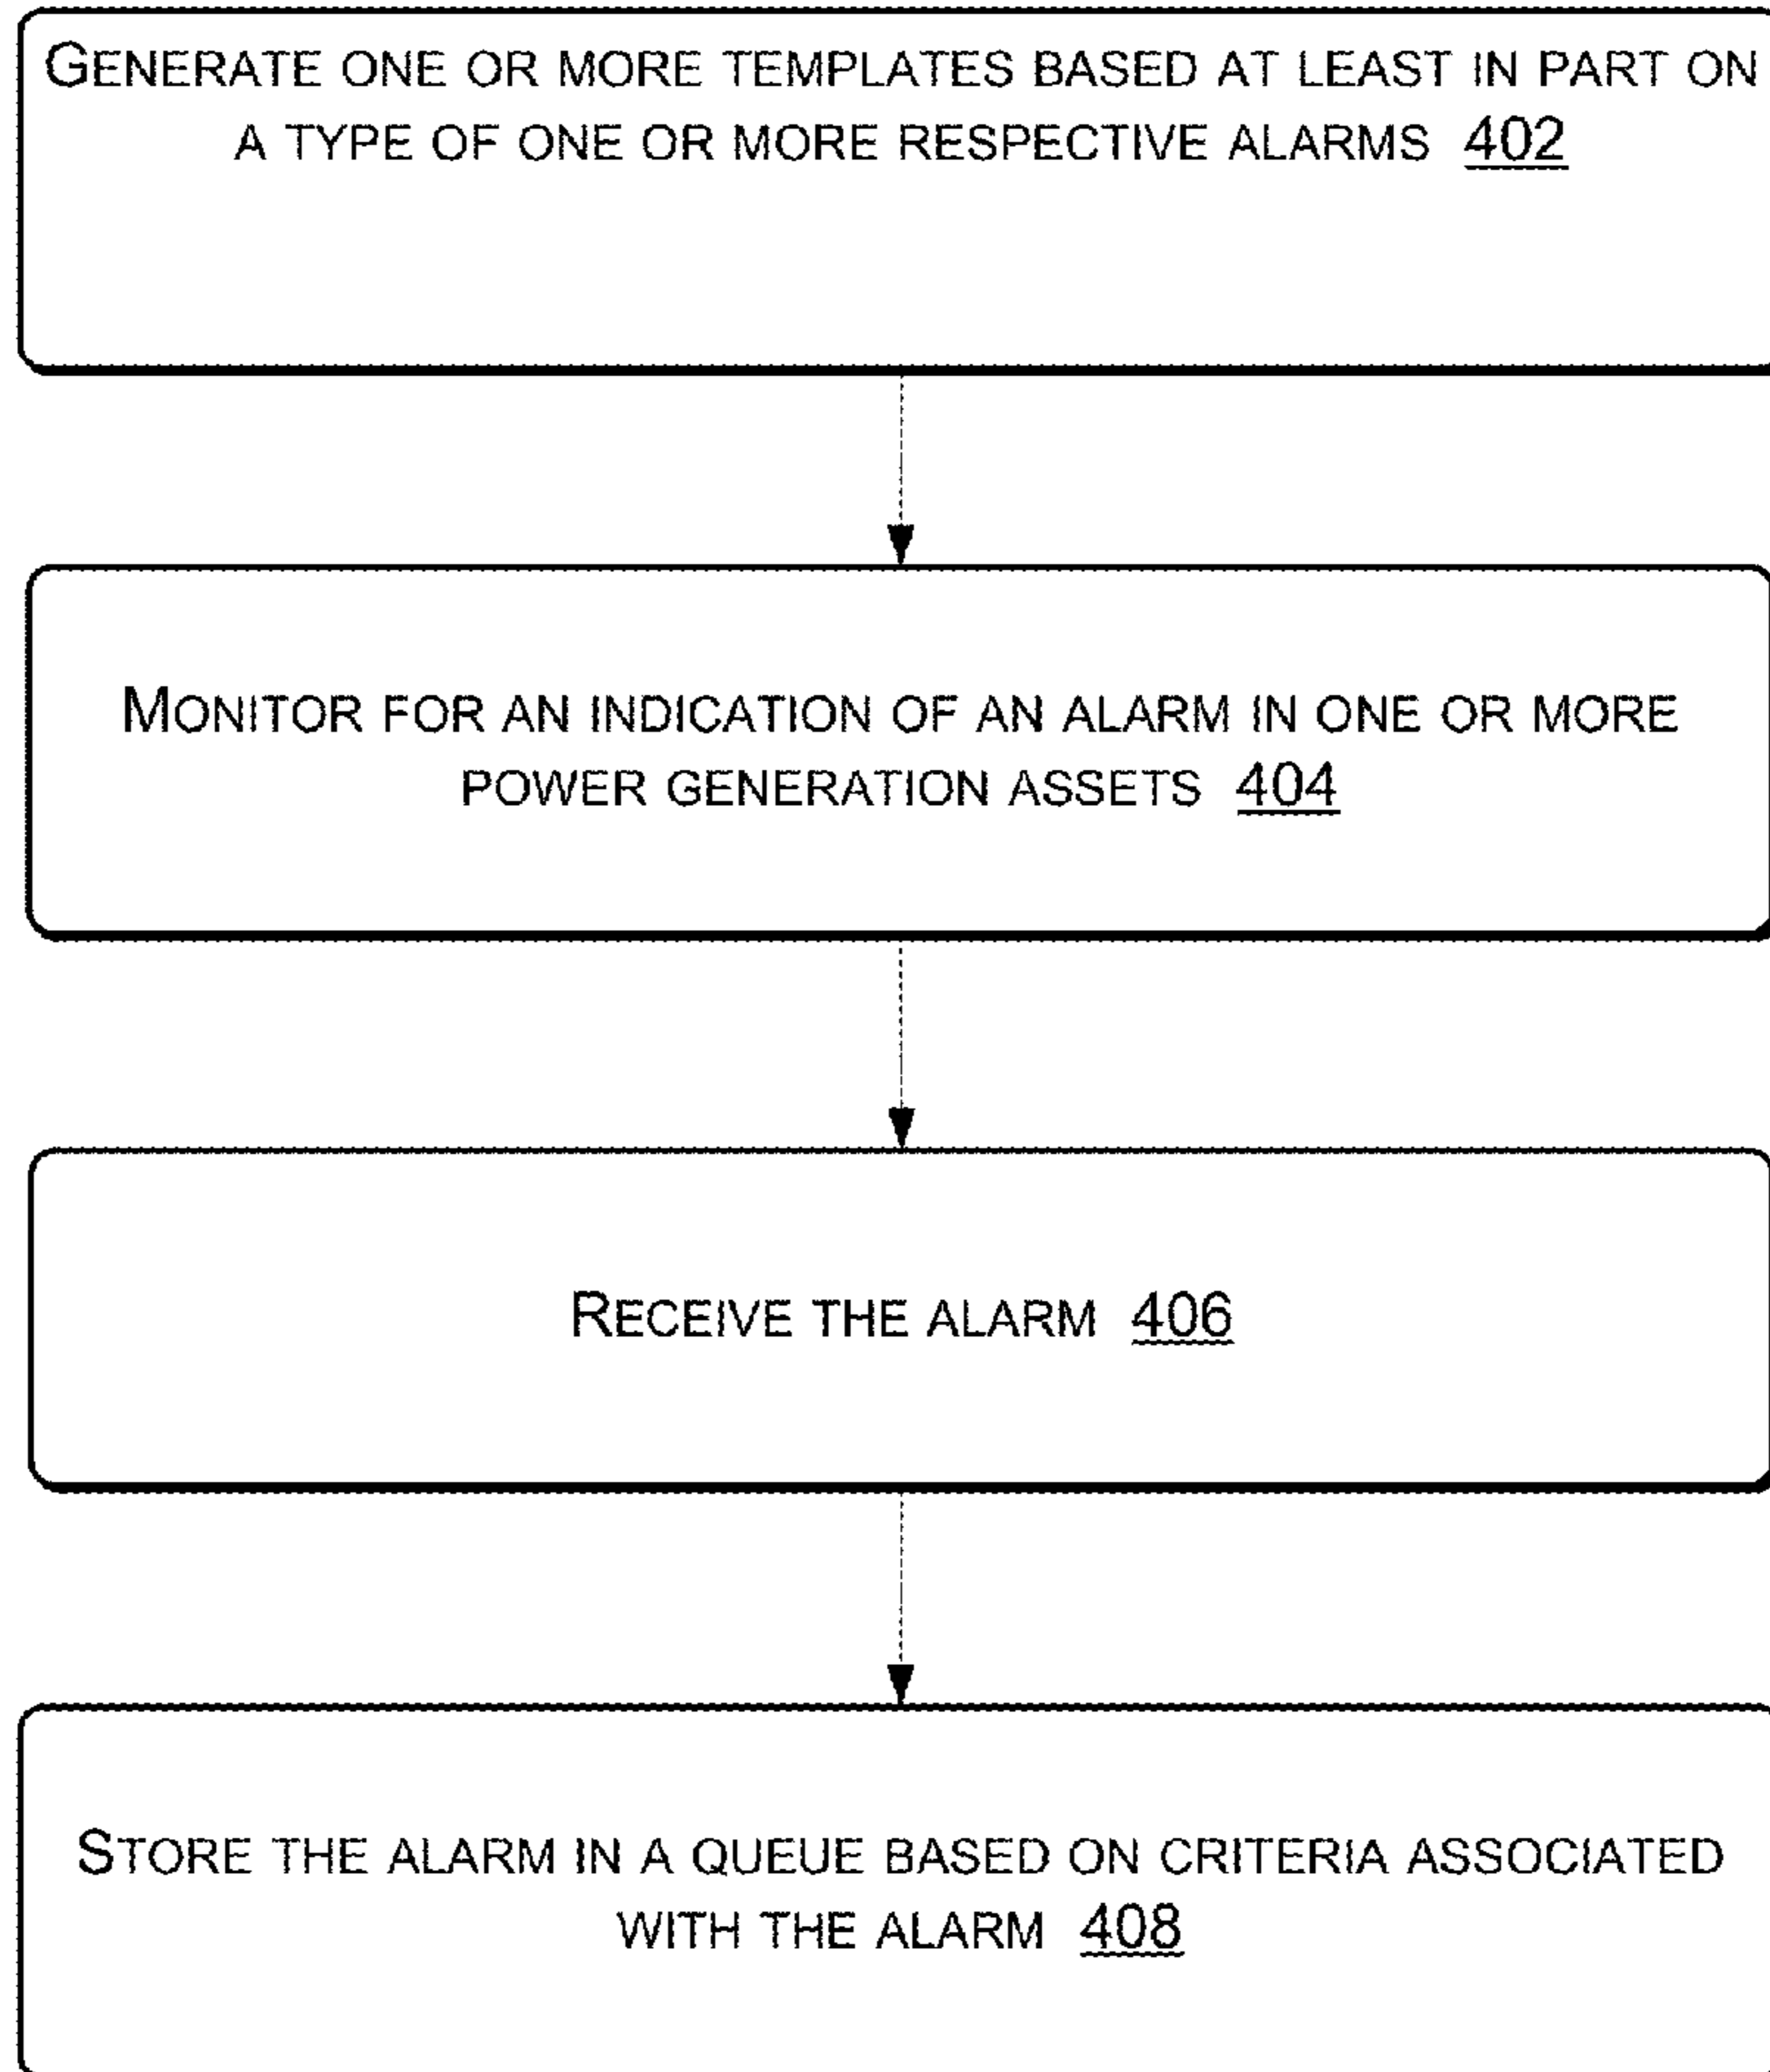 GENERATE ONE OR MORE TEMPLATES BASED AT LEAST IN PART ON
A TYPE OF ONE OR MORE RESPECTIVE ALARMS 402
MONITOR FOR AN INDICATION OF AN ALARM IN ONE OR MORE
POWER GENERATION ASSETS 404
RECEIVE THE ALARM 406
STORE THE ALARM IN A QUEUE BASED ON CRITERIA ASSOCIATED
WITH THE ALARM 408